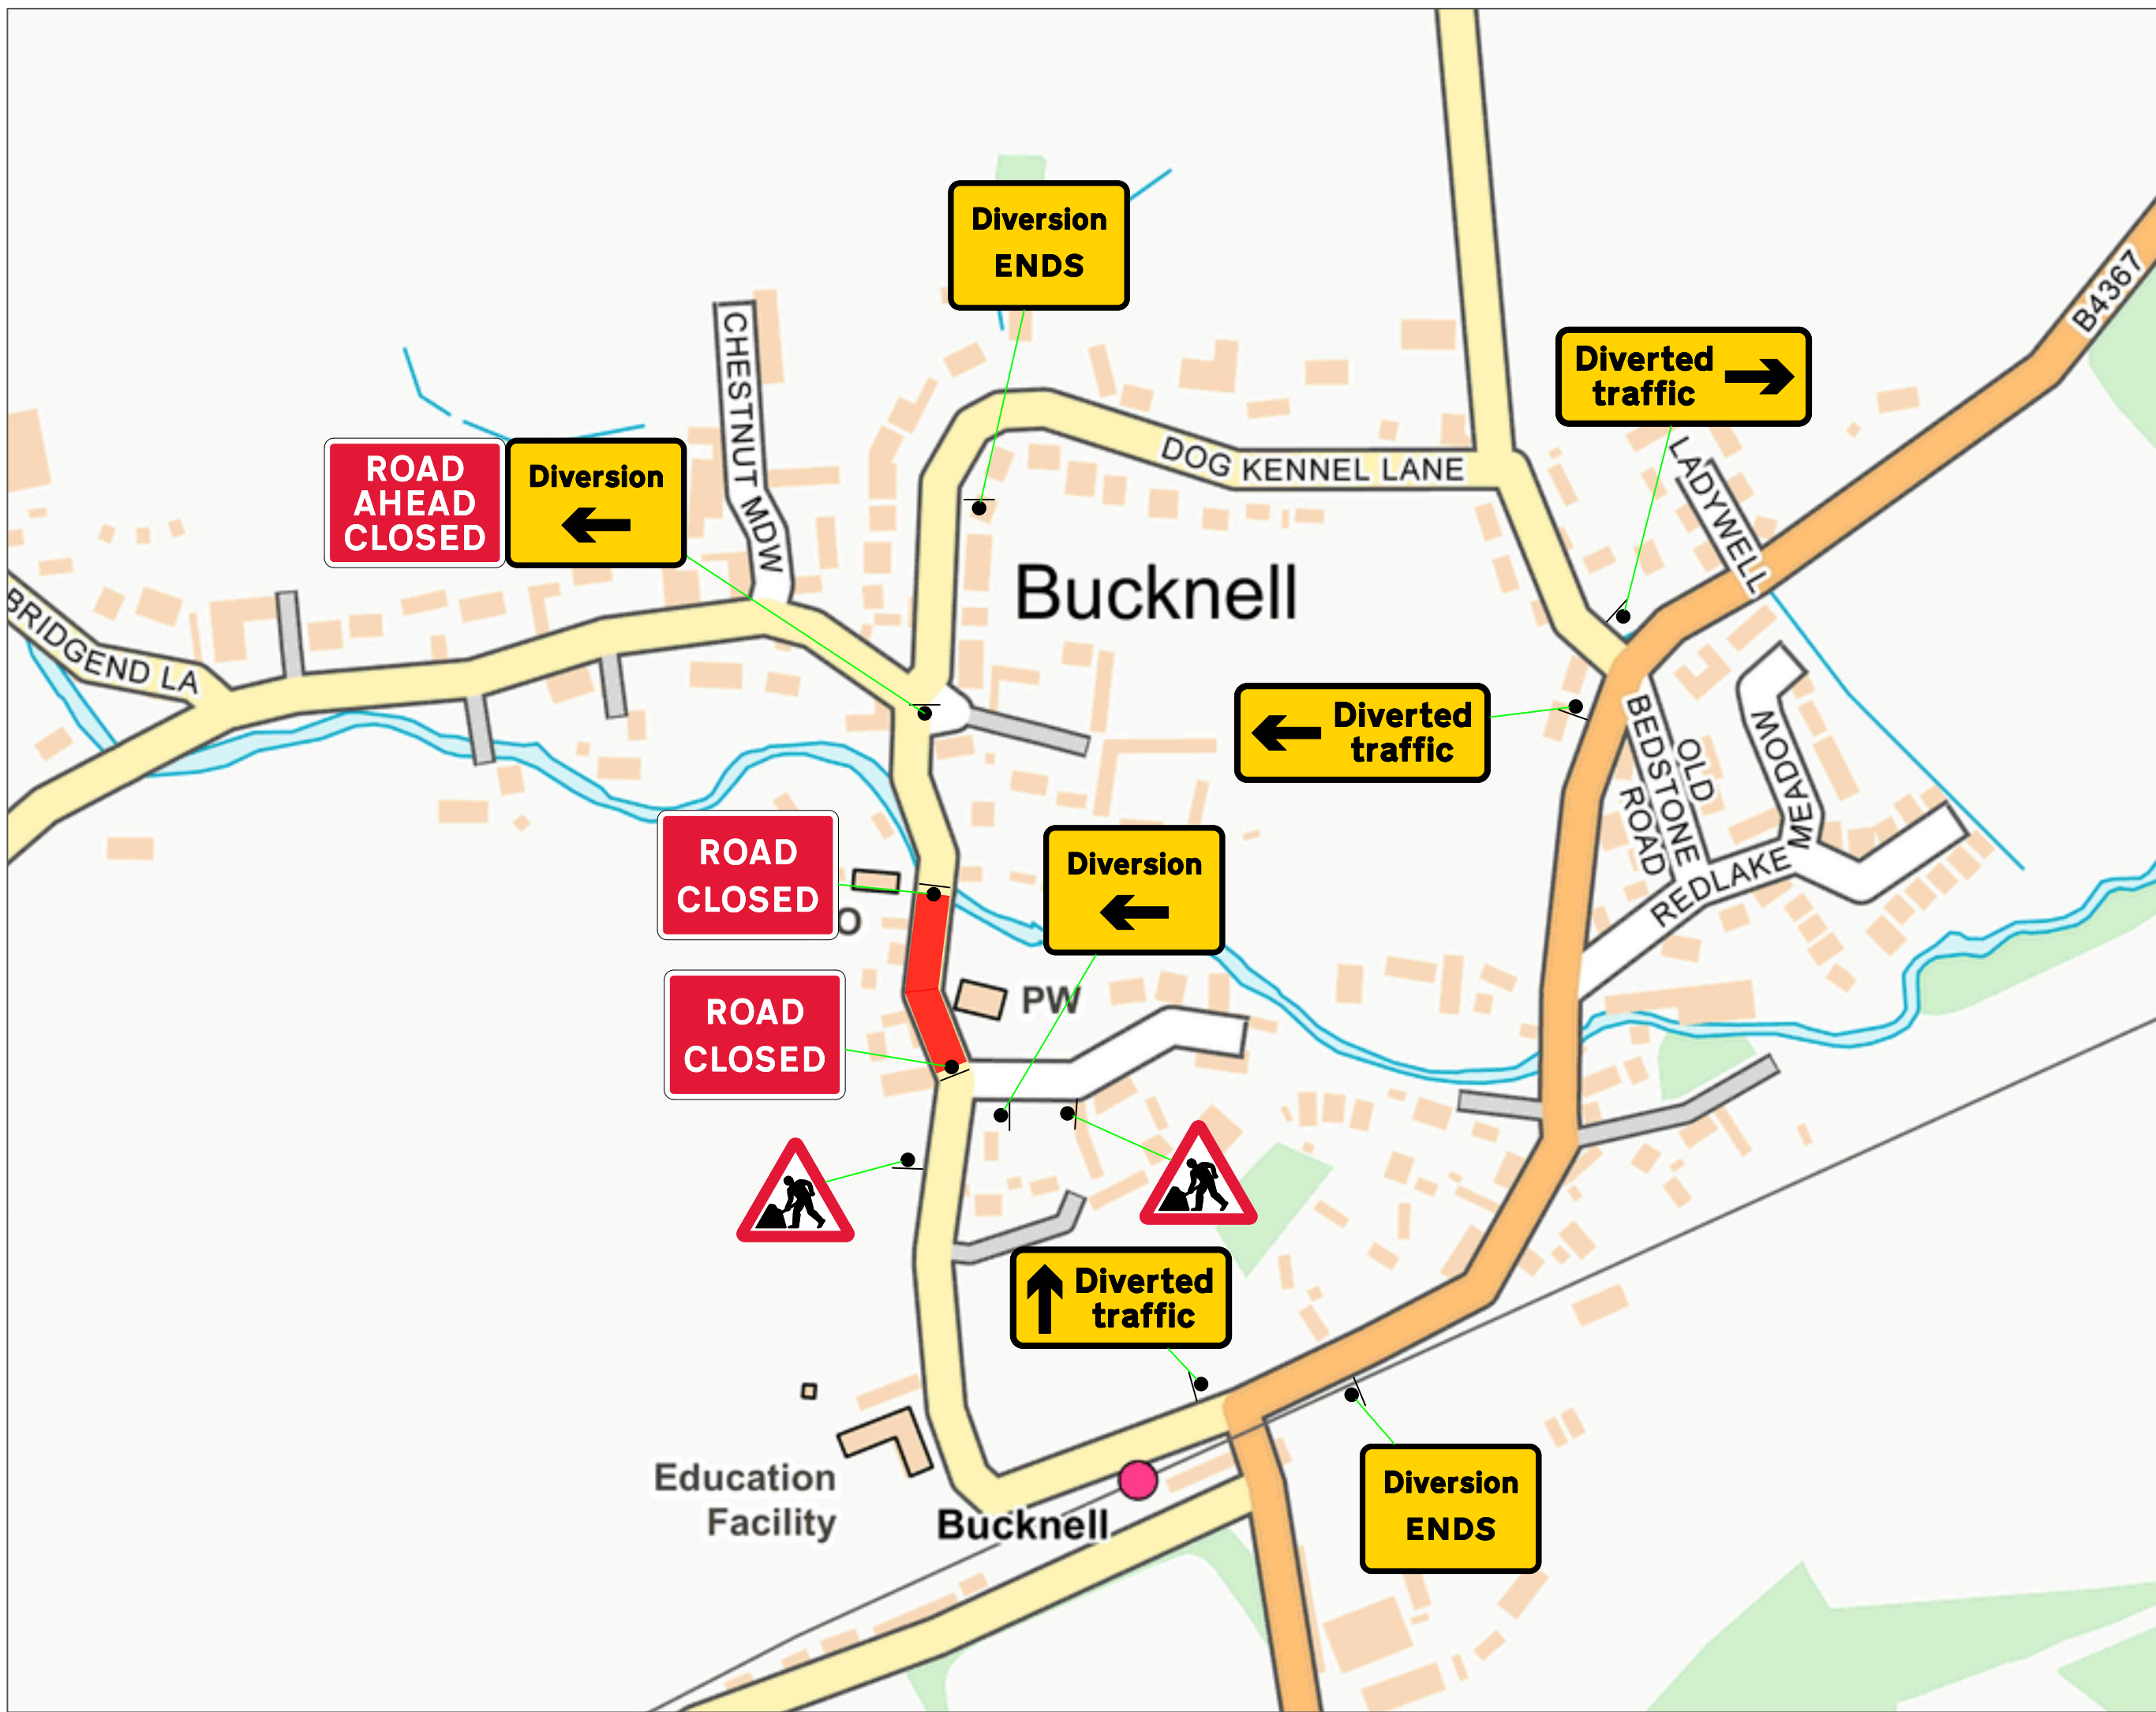 B4367
Diversion
ENDS
CHESTNUT MDW
Diverted
traffic
DOG KENNEL LANE
LADYWELL
ROAD
AHEAD
CLOSED
Diversion
Bucknell
BRIDGEND LA
Diverted
traffic
OLD
BEDSTONE
ROAD
MEADOW
REDLAKE
ROAD
CLOSED
Diversion
O
PW
ROAD
CLOSED
Diverted
traffic
Education
Facility
Bucknell
Diversion
ENDS